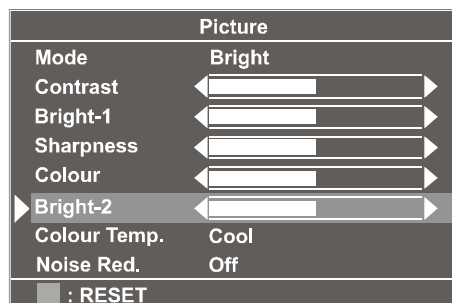 Picture
Mode Bright
Contrast
Bright-1
Sharpness
Colour
Bright-2
Colour Temp. Cool
Noise Red. Off
: RESET